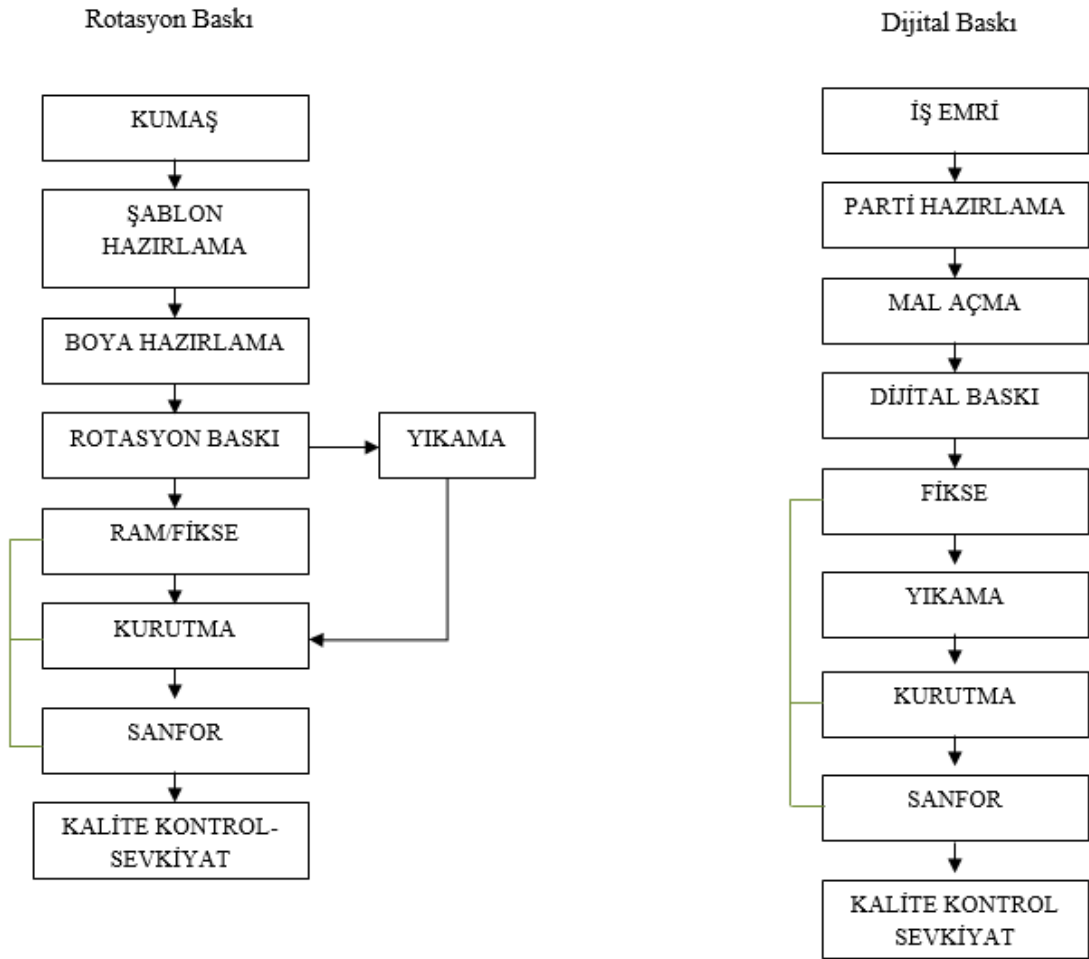 Rotasyon Baskı
KUMAŞ
ŞABLON
HAZIRLAMA
BOYA HAZIRLAMA
ROTASYON BASKI
YIKAMA
RAM/FİKSE
KURUTMA
SANFOR
KALİTE KONTROL-
SEVKİYAT
Dijital Baskı
İŞ EMRİ
PARTİ HAZIRLAMA
MAL AÇMA
DİJİTAL BASKI
FİKSE
YIKAMA
KURUTMA
SANFOR
KALİTE KONTROL
SEVKİYAT